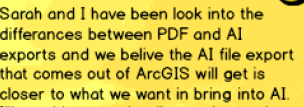 Sarah and I have been look into the
differances between PDF and AI
exports and we belive the AI file export
that comes out of ArcGIS will get is
closer to what we want in bring into AI.